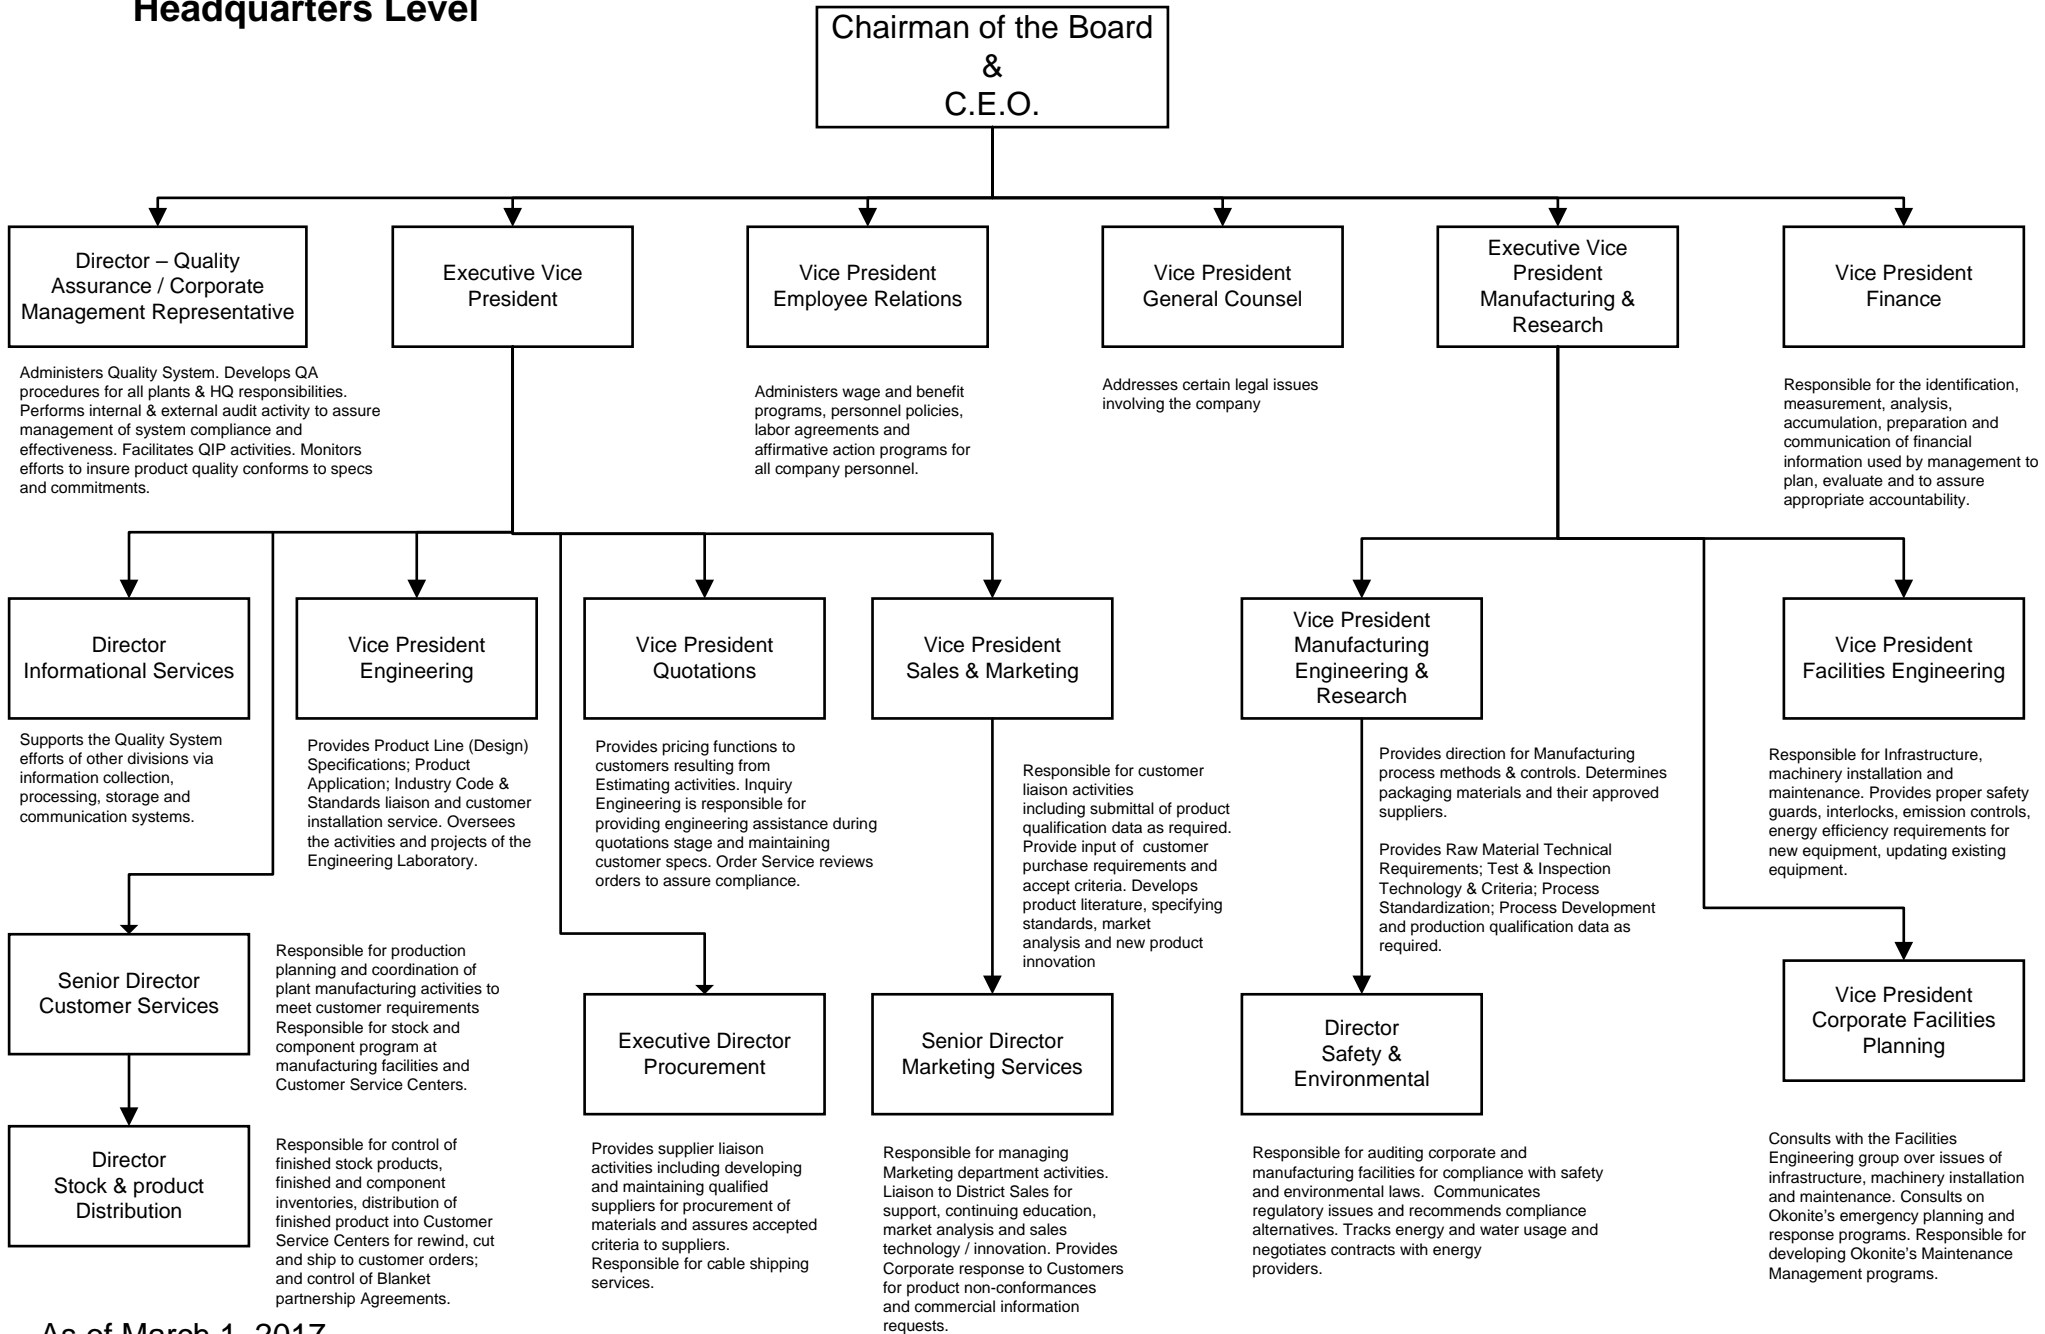 Headquarters Level
Chairman of the Board
&
C.E.O.
Director – Quality
Assurance / Corporate
Management Representative
Executive Vice
President
Vice President
Employee Relations
Vice President
General Counsel
Executive Vice
President
Manufacturing &
Research
Vice President
Finance
Administers Quality System. Develops QA
procedures for all plants & HQ responsibilities.
Performs internal & external audit activity to assure
management of system compliance and
effectiveness. Facilitates QIP activities. Monitors
efforts to insure product quality conforms to specs
and commitments.
Administers wage and benefit
programs, personnel policies,
labor agreements and
affirmative action programs for
all company personnel.
Addresses certain legal issues
involving the company
Responsible for the identification,
measurement, analysis,
accumulation, preparation and
communication of financial
information used by management to
plan, evaluate and to assure
appropriate accountability.
Director
Informational Services
Vice President
Engineering
Vice President
Quotations
Vice President
Sales & Marketing
Vice President
Manufacturing
Engineering &
Research
Vice President
Facilities Engineering
Supports the Quality System
efforts of other divisions via
information collection,
processing, storage and
communication systems.
Provides Product Line (Design)
Specifications; Product
Application; Industry Code &
Standards liaison and customer
installation service. Oversees
the activities and projects of the
Engineering Laboratory.
Provides pricing functions to
customers resulting from
Estimating activities. Inquiry
Engineering is responsible for
providing engineering assistance during
quotations stage and maintaining
customer specs. Order Service reviews
orders to assure compliance.
Responsible for customer
liaison activities
including submittal of product
qualification data as required.
Provide input of customer
purchase requirements and
accept criteria. Develops
product literature, specifying
standards, market
analysis and new product
innovation
Provides direction for Manufacturing
process methods & controls. Determines
packaging materials and their approved
suppliers.
Provides Raw Material Technical
Requirements; Test & Inspection
Technology & Criteria; Process
Standardization; Process Development
and production qualification data as
required.
Responsible for Infrastructure,
machinery installation and
maintenance. Provides proper safety
guards, interlocks, emission controls,
energy efficiency requirements for
new equipment, updating existing
equipment.
Senior Director
Customer Services
Responsible for production
planning and coordination of
plant manufacturing activities to
meet customer requirements
Responsible for stock and
component program at
manufacturing facilities and
Customer Service Centers.
Executive Director
Procurement
Senior Director
Marketing Services
Director
Safety &
Environmental
Vice President
Corporate Facilities
Planning
Director
Stock & product
Distribution
Responsible for control of
finished stock products,
finished and component
inventories, distribution of
finished product into Customer
Service Centers for rewind, cut
and ship to customer orders;
and control of Blanket
partnership Agreements.
Provides supplier liaison
activities including developing
and maintaining qualified
suppliers for procurement of
materials and assures accepted
criteria to suppliers.
Responsible for cable shipping
services.
Responsible for managing
Marketing department activities.
Liaison to District Sales for
support, continuing education,
market analysis and sales
technology / innovation. Provides
Corporate response to Customers
for product non-conformances
and commercial information
requests.
Responsible for auditing corporate and
manufacturing facilities for compliance with safety
and environmental laws. Communicates
regulatory issues and recommends compliance
alternatives. Tracks energy and water usage and
negotiates contracts with energy
providers.
Consults with the Facilities
Engineering group over issues of
infrastructure, machinery installation
and maintenance. Consults on
Okonite's emergency planning and
response programs. Responsible for
developing Okonite's Maintenance
Management programs.
As of March 1, 2017